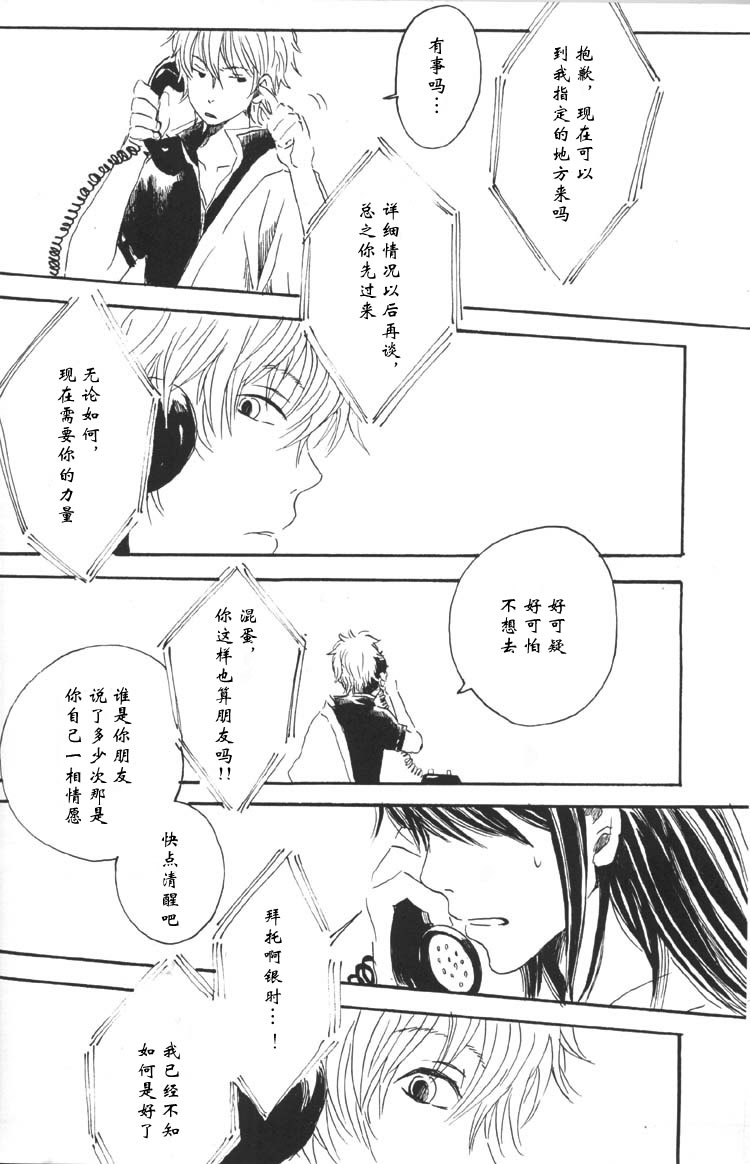 抱歉，现在可以
到我指定的地方来吗
有事吗…
详细情况以后再谈，
总之你先过来
无论如何，
现在需要你的力量
好可疑
好可怕
不想去
混蛋，
你这样也算朋友吗!!
谁是你朋友
说了多少次那是
你自己一相情愿
快点清醒吧
拜托啊银时…！
我已经不知
如何是好了